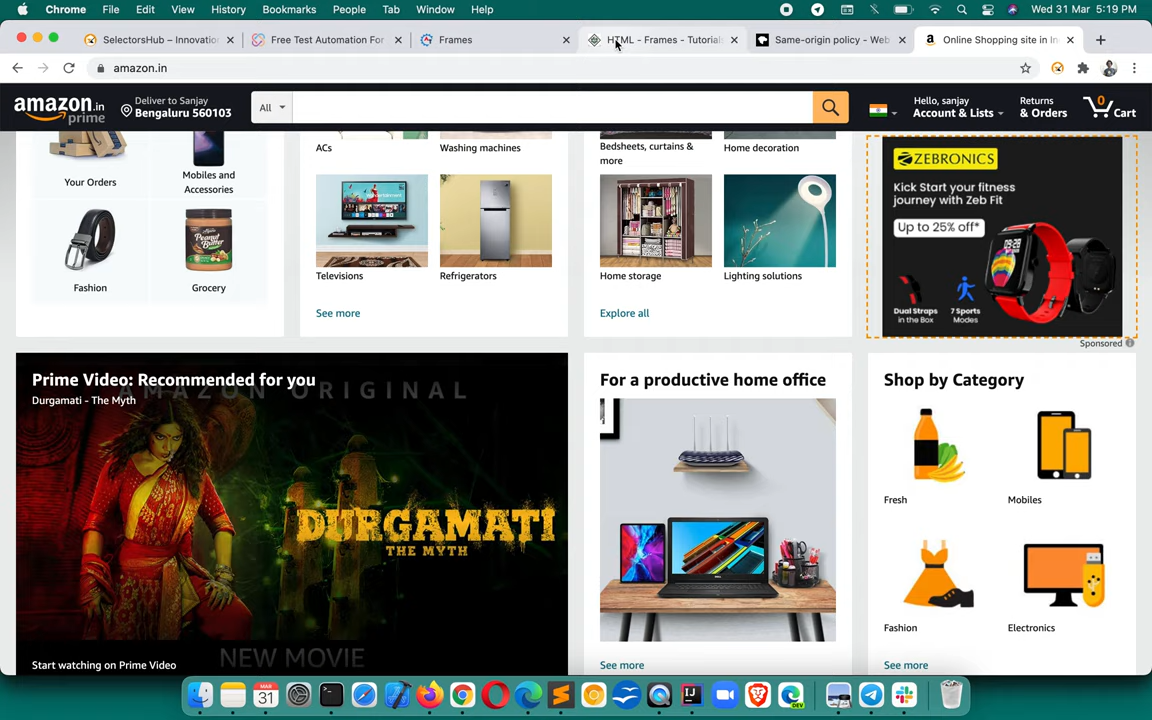 Chrome File Edit View History Bookmarks People Tab Window Help Wed 31 Mar 5:19 PM
SelectorsHub – Innovatio
Free Test Automation For
Frames
HTML - Frames - Tutorial
Same-origin policy - Web
Online Shopping site in In
amazon.in
amazon.in
prime
Deliver to Sanjay
Bengaluru 560103
All
Hello, sanjay
Account & Lists
Returns
& Orders
0
Cart
Your Orders
Mobiles and
Accessories
Fashion
Grocery
ACs
Washing machines
Televisions
Refrigerators
See more
Bedsheets, curtains &
more
Home decoration
Home storage
Lighting solutions
Explore all
ZEBRONICS
Kick Start your fitness
journey with Zeb Fit
Up to 25% off*
Dual Straps
in the Box
7 Sports
Modes
Sponsored
Prime Video: Recommended for you
AMAZON ORIGINAL
Durgamati - The Myth
DURGAMATI
THE MYTH
Start watching on Prime Video
NEW MOVIE
For a productive home office
See more
Shop by Category
Fresh
Mobiles
Fashion
Electronics
See more